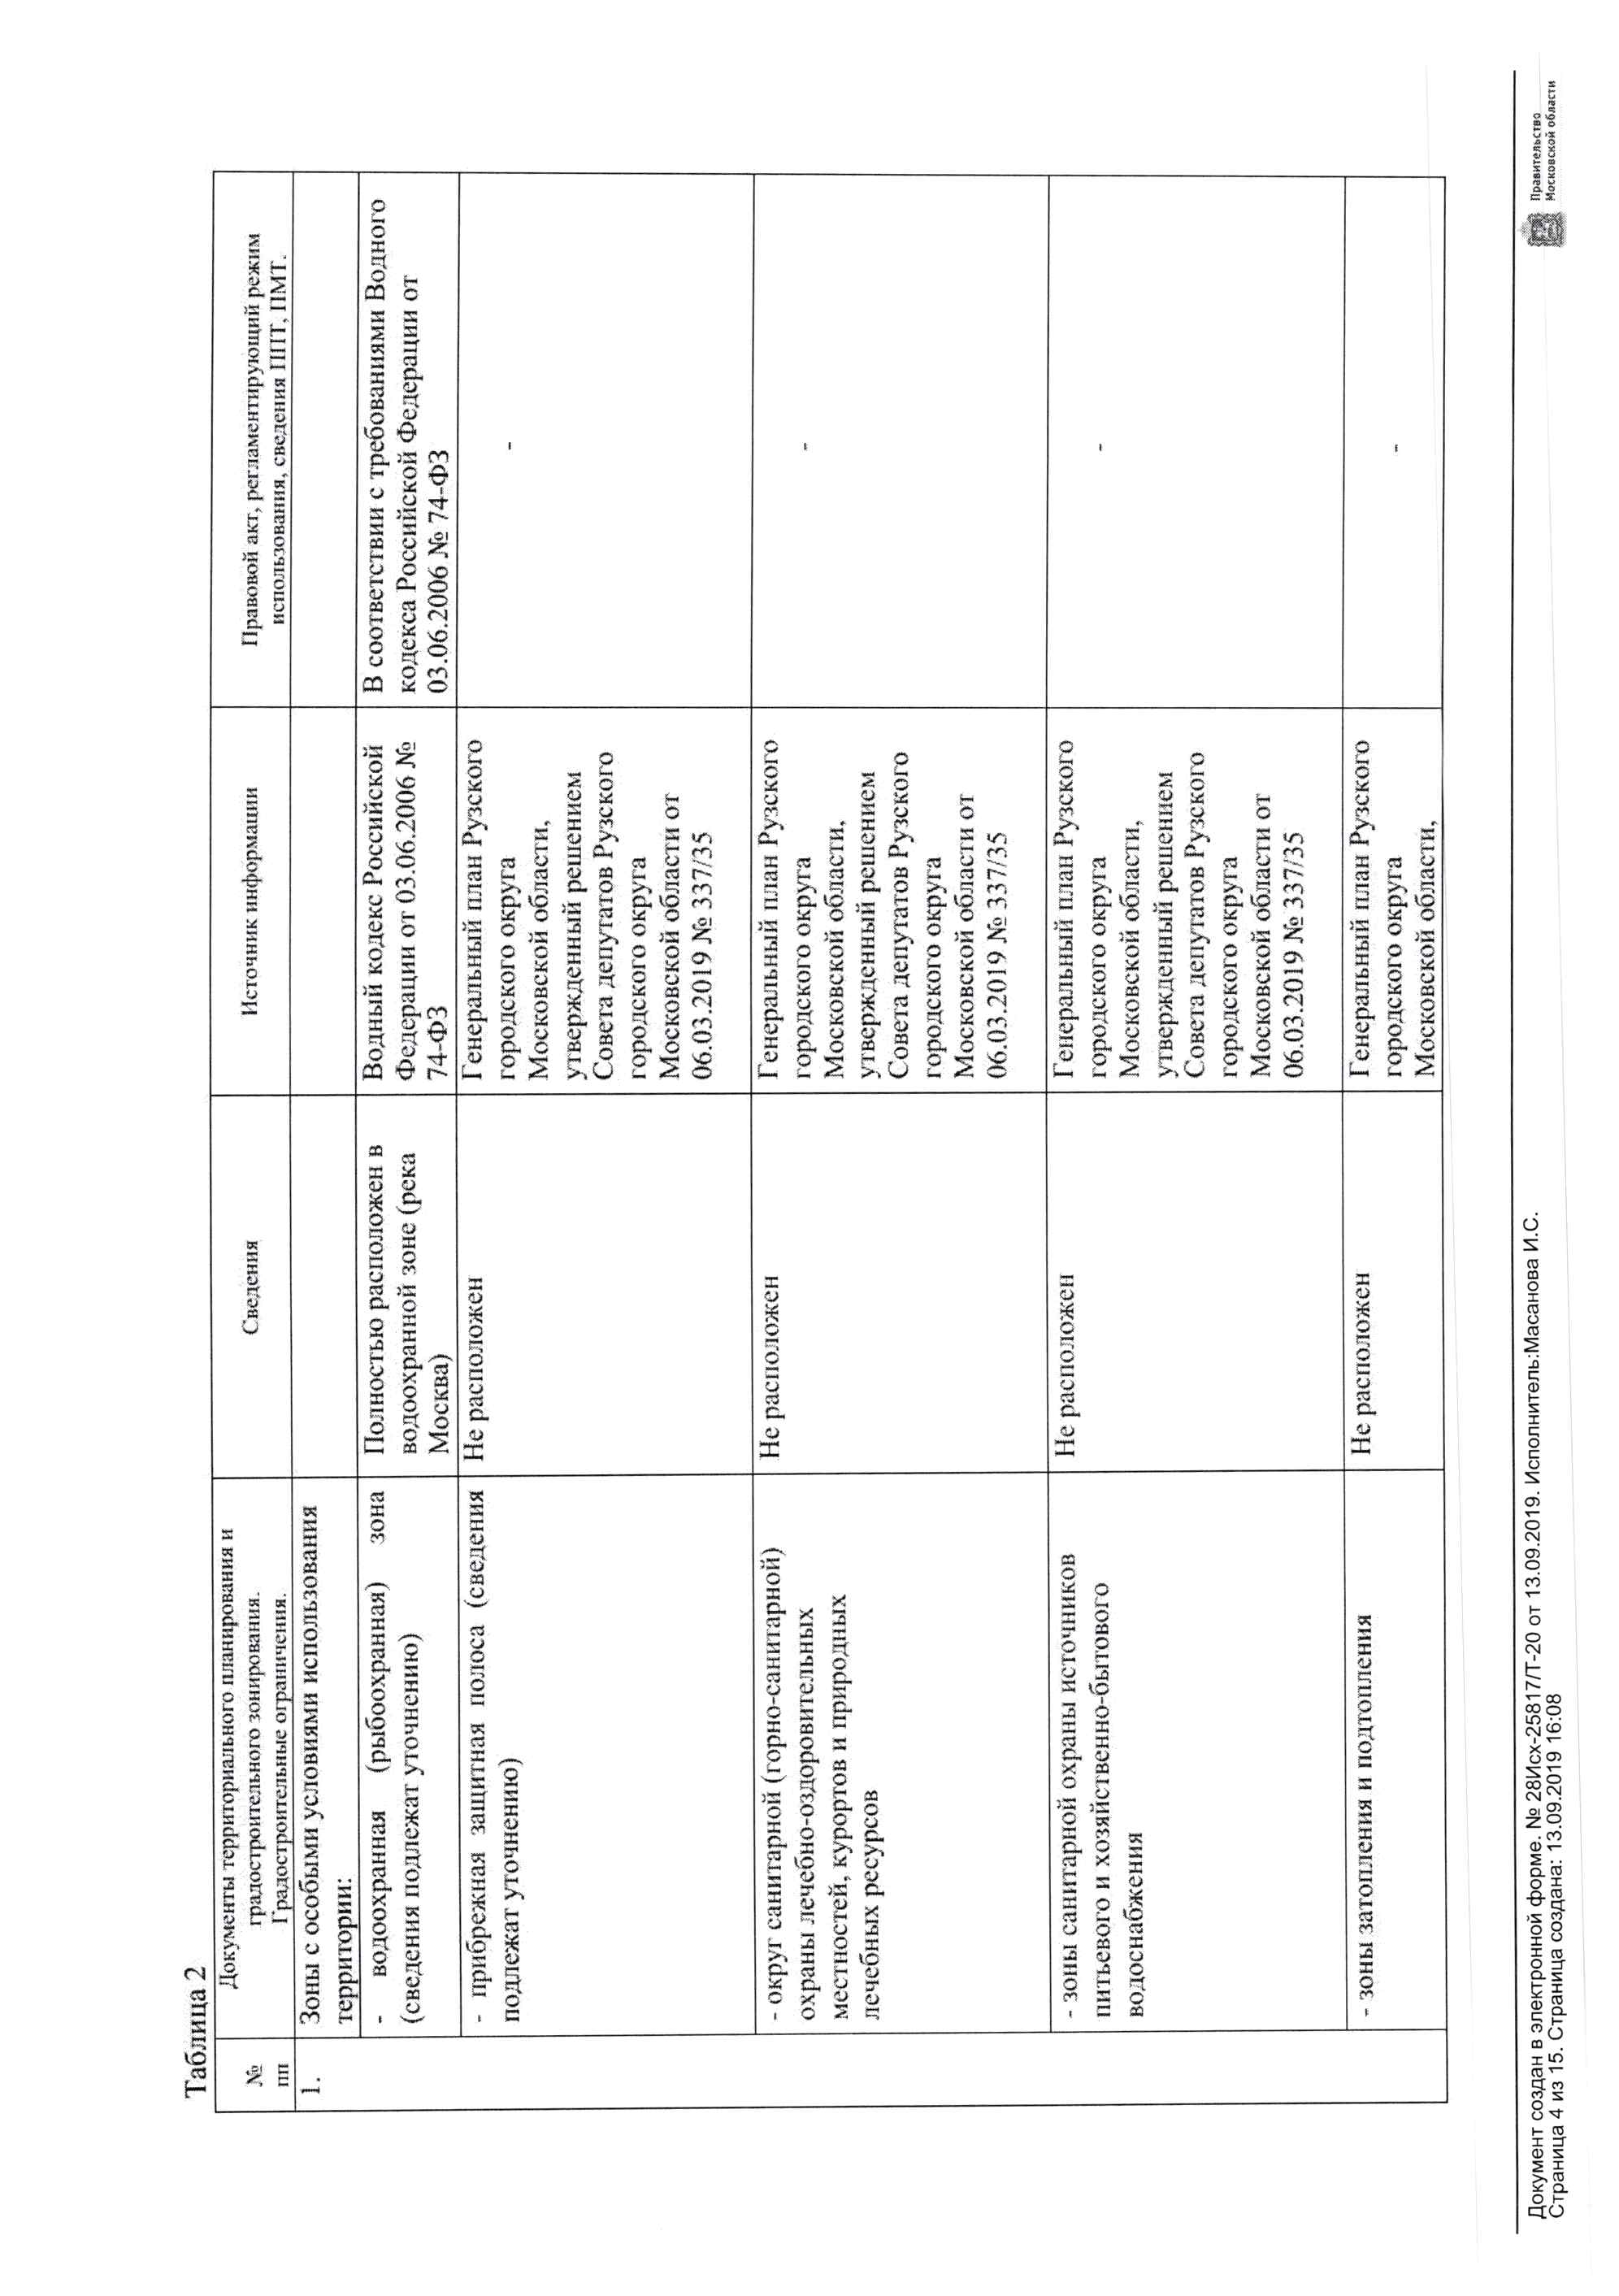 Таблица 2
№
пп
Документы территориального планирования и
градостроительного зонирования.
Градостроительные ограничения.
Сведения
Источник информации
Правовой акт, регламентирующий режим
использования, сведения ППТ, ПМТ.
1.
Зоны с особыми условиями использования
территории:
- водоохранная (рыбоохранная) зона
(сведения подлежат уточнению)
Полностью расположен в
водоохранной зоне (река
Москва)
Водный кодекс Российской
Федерации от 03.06.2006 №
74-ФЗ
В соответствии с требованиями Водного
кодекса Российской Федерации от
03.06.2006 № 74-ФЗ
- прибрежная защитная полоса (сведения
подлежат уточнению)
Не расположен
Генеральный план Рузского
городского округа
Московской области,
утвержденный решением
Совета депутатов Рузского
городского округа
Московской области от
06.03.2019 № 337/35
-
- округ санитарной (горно-санитарной)
охраны лечебно-оздоровительных
местностей, курортов и природных
лечебных ресурсов
Не расположен
Генеральный план Рузского
городского округа
Московской области,
утвержденный решением
Совета депутатов Рузского
городского округа
Московской области от
06.03.2019 № 337/35
-
- зоны санитарной охраны источников
питьевого и хозяйственно-бытового
водоснабжения
Не расположен
Генеральный план Рузского
городского округа
Московской области,
утвержденный решением
Совета депутатов Рузского
городского округа
Московской области от
06.03.2019 № 337/35
-
- зоны затопления и подтопления
Не расположен
Генеральный план Рузского
городского округа
Московской области,
-
Документ создан в электронной форме. № 28Исх-25817/Т-20 от 13.09.2019. Исполнитель:Масанова И.С.
Страница 4 из 15. Страница создана: 13.09.2019 16:08
Правительство
Московской области